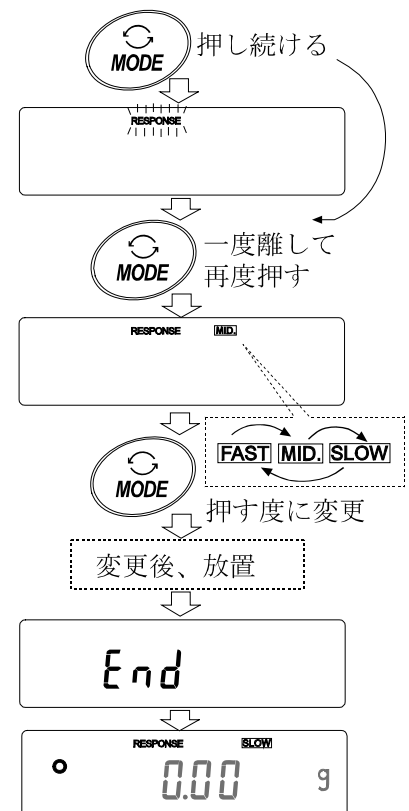 MODE
押し続ける
RESPONSE
MODE
一度離して
再度押す
RESPONSE MID.
FAST MID. SLOW
MODE
押す度に変更
変更後、放置
End
RESPONSE SLOW
0.00 g